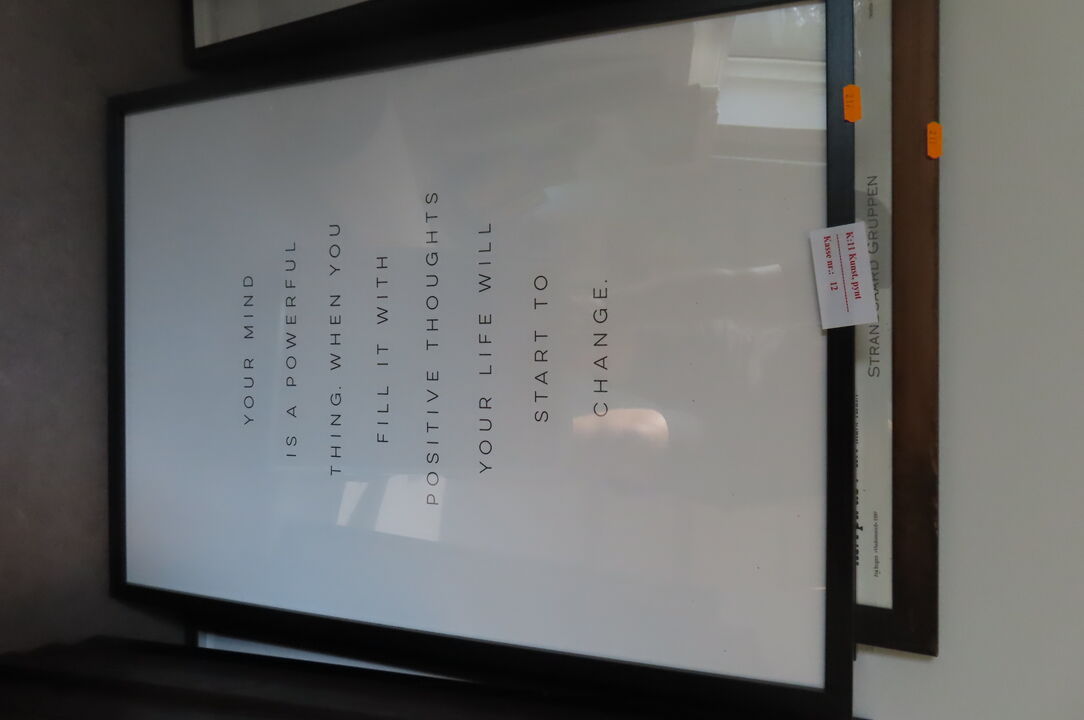 YOUR MIND
IS A POWERFUL
THING. WHEN YOU
FILL IT WITH
POSITIVE THOUGHTS
YOUR LIFE WILL
START TO
CHANGE.
K:11 Kunst, pynt
Kasse nr.: 12
GRUPPEN